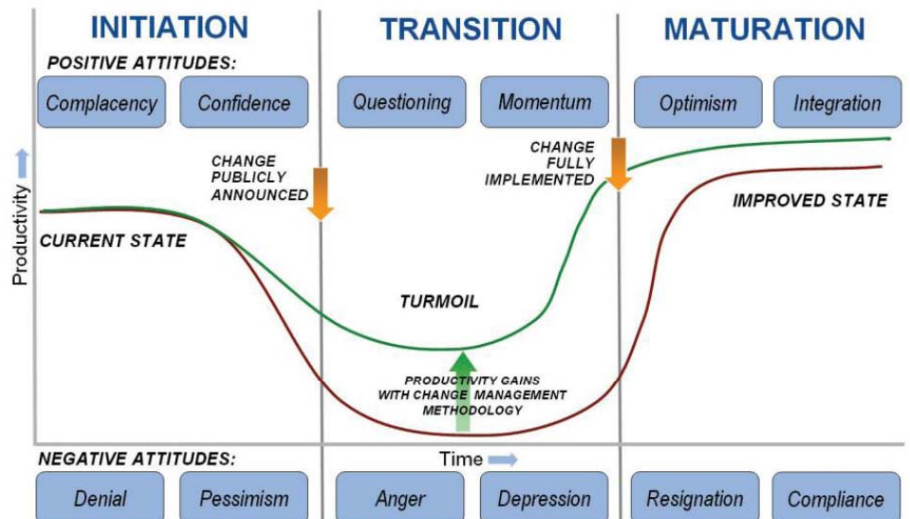 INITIATION
TRANSITION
MATURATION
POSITIVE ATTITUDES:
Complacency
Confidence
Questioning
Momentum
Optimism
Integration
CHANGE
PUBLICLY
ANNOUNCED
CHANGE
FULLY
IMPLEMENTED
Productivity
CURRENT STATE
IMPROVED STATE
TURMOIL
PRODUCTIVITY GAINS
WITH CHANGE MANAGEMENT
METHODOLOGY
NEGATIVE ATTITUDES:
Time
Denial
Pessimism
Anger
Depression
Resignation
Compliance